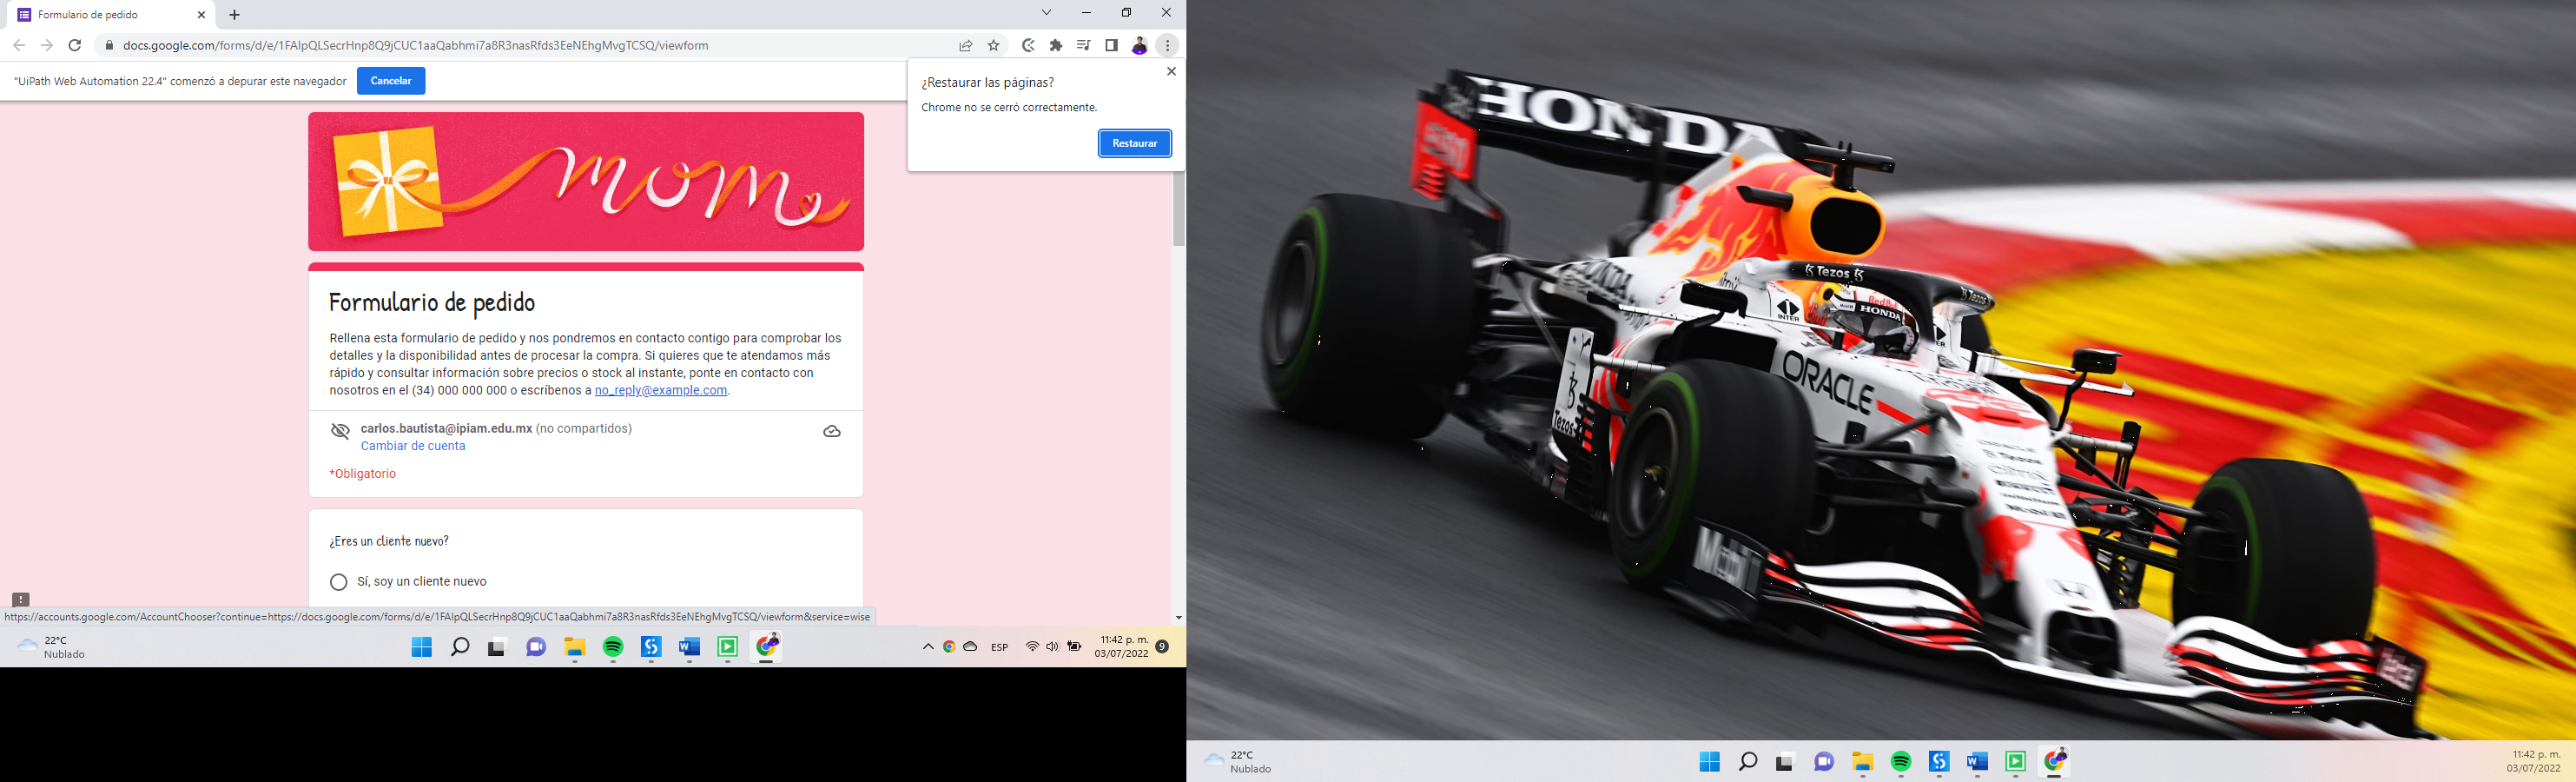 Formulario de pedido
docs.google.com/forms/d/e/1FAIpQLSecrHnp8Q9jCUC1aaQabhmi7a8R3nasRfds3EeNEhgMvgTCSQ/viewform
"UiPath Web Automation 22.4" comenzó a depurar este navegador
Cancelar
¿Restaurar las páginas?
Chrome no se cerró correctamente.
Restaurar
mom
Formulario de pedido
Rellena esta formulario de pedido y nos pondremos en contacto contigo para comprobar los
detalles y la disponibilidad antes de procesar la compra. Si quieres que te atendamos más
rápido y consultar información sobre precios o stock al instante, ponte en contacto con
nosotros en el (34) 000 000 000 o escríbenos a no_reply@example.com.
carlos.bautista@ipiam.edu.mx (no compartidos)
Cambiar de cuenta
*Obligatorio
¿Eres un cliente nuevo?
Sí, soy un cliente nuevo
https://accounts.google.com/AccountChooser?continue=https://docs.google.com/forms/d/e/1FAIpQLSecrHnp8Q9jCUC1aaQabhmi7a8R3nasRfds3EeNEhgMvgTCSQ/viewform&service=wise
22°C
Nublado
ESP
11:42 p. m.
03/07/2022
9
HONDA
Tezos
Tezos
INTER
Red Bull
HONDA
ORACLE
Tezos
Mobil 1
22°C
Nublado
11:42 p. m.
03/07/2022